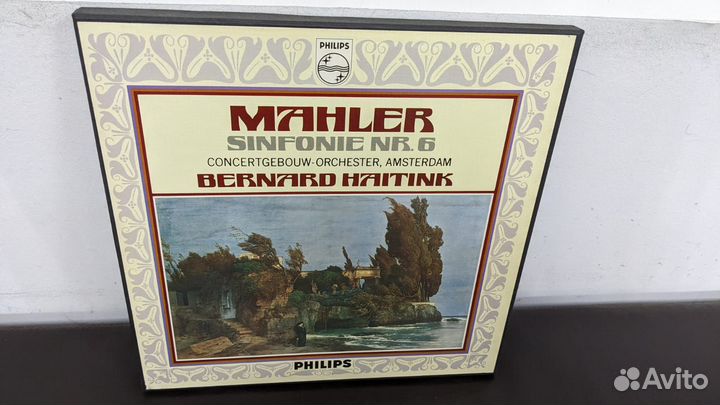 PHILIPS
MAHLER
SINFONIE NR. 6
CONCERTGEBOUW-ORCHESTER, AMSTERDAM
BERNARD HAITINK
PHILIPS
Avito